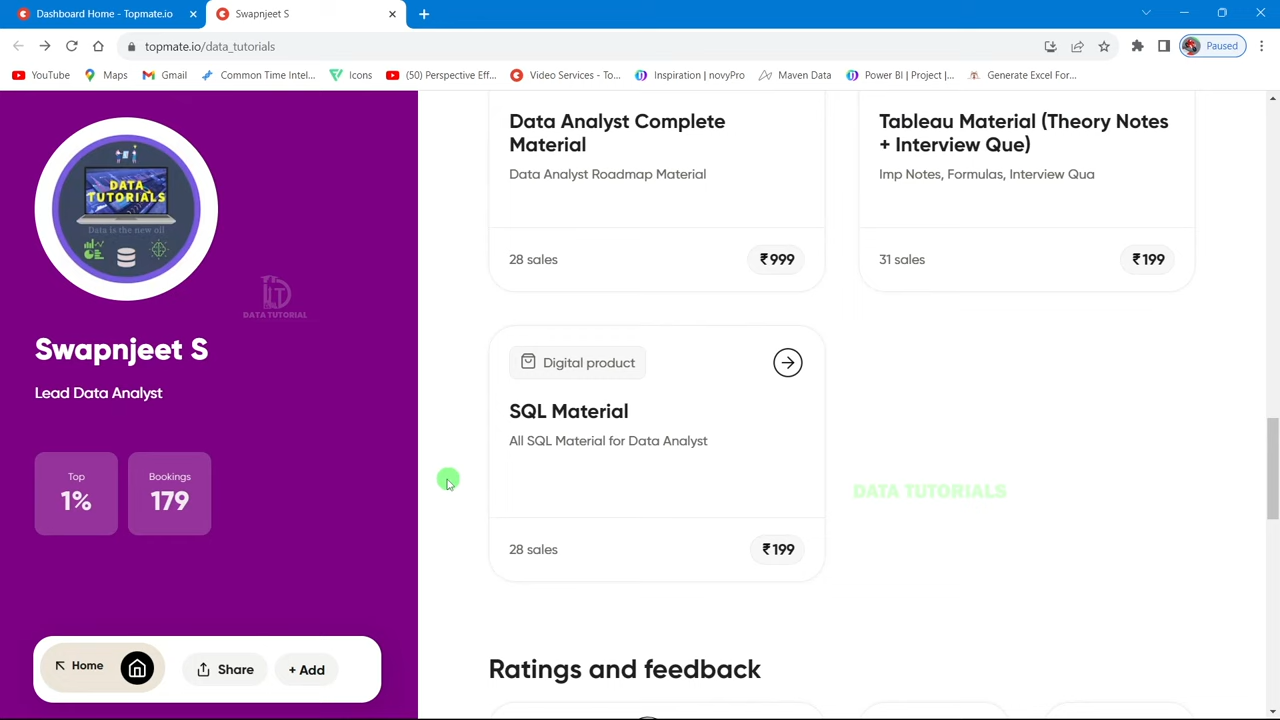 Dashboard Home - Topmate.io
Swapnjeet S
topmate.io/data_tutorials
Paused
YouTube
Maps
Gmail
Common Time Intel...
Icons
(50) Perspective Eff...
Video Services - To...
Inspiration | novyPro
Maven Data
Power BI | Project |...
Generate Excel For...
DATA
TUTORIALS
Data is the new oil
DATA TUTORIAL
Swapnjeet S
Lead Data Analyst
Top
1%
Bookings
179
Home
Share
+ Add
Data Analyst Complete
Material
Data Analyst Roadmap Material
28 sales
₹999
Tableau Material (Theory Notes
+ Interview Que)
Imp Notes, Formulas, Interview Qua
31 sales
₹199
Digital product
SQL Material
All SQL Material for Data Analyst
28 sales
₹199
DATA TUTORIALS
Ratings and feedback